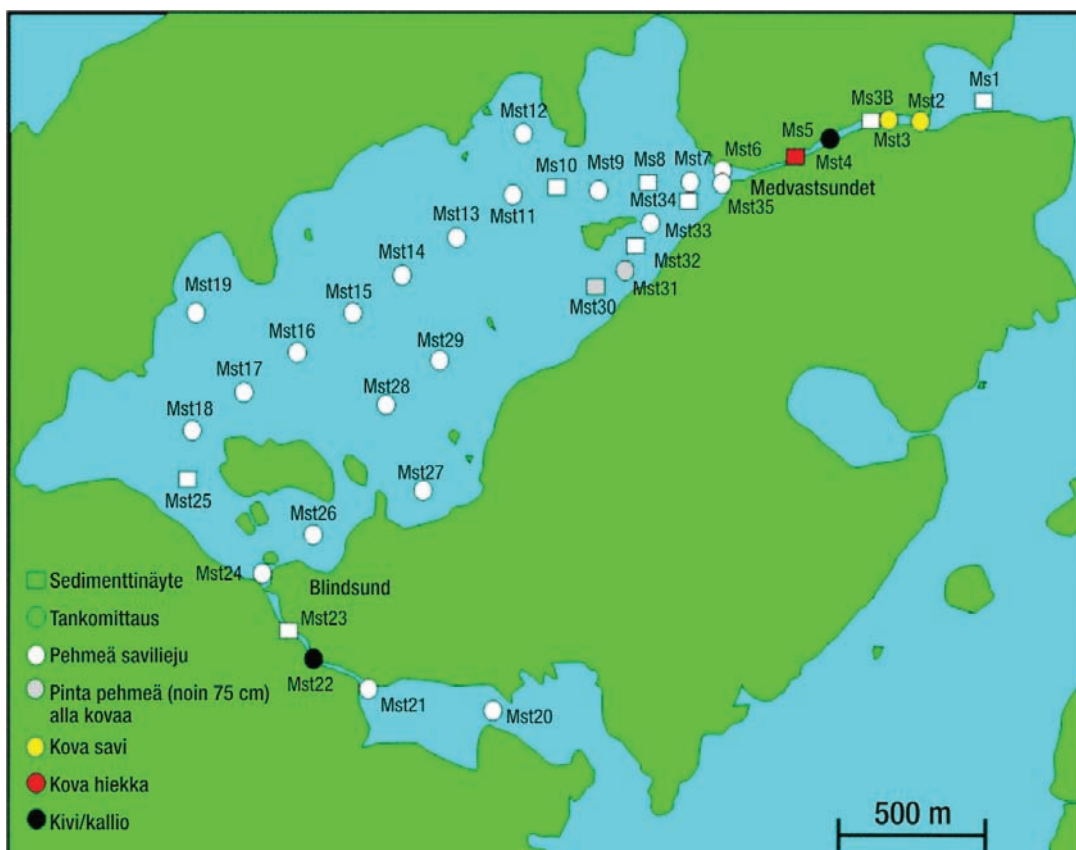 Ms1
Ms3B
Mst2
Mst12
Ms5
Mst3
Mst6
Ms10
Mst9
Ms8
Mst7
Mst4
Medvastsundet
Mst11
Mst34
Mst35
Mst13
Mst33
Mst14
Mst32
Mst31
Mst30
Mst19
Mst15
Mst16
Mst29
Mst17
Mst28
Mst18
Mst27
Mst25
Mst26
Mst24
Blindsund
Mst23
Mst22
Mst21
Mst20
Sedimenttinäyte
Tankomittaus
Pehmeä savilieju
Pinta pehmeä (noin 75 cm)
alla kovaa
Kova savi
Kova hiekka
Kivi/kallio
500 m